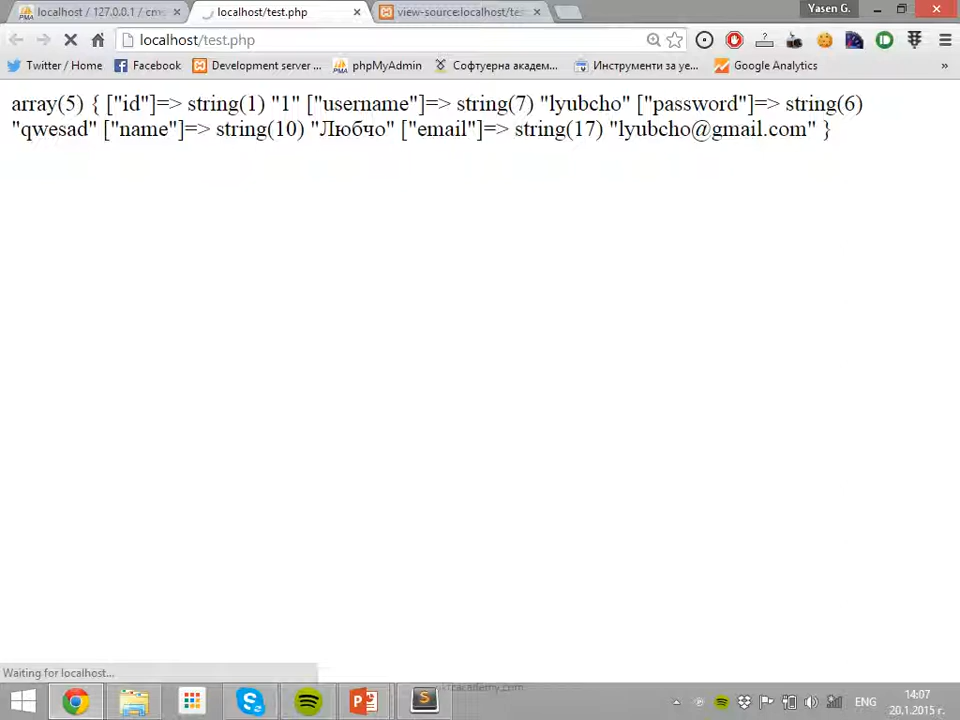 localhost / 127.0.0.1 / cm
localhost/test.php
view-source:localhost/te
Yasen G.
localhost/test.php
Twitter / Home
Facebook
Development server ...
phpMyAdmin
Софтуерна академ...
Инструменти за уе...
Google Analytics
»
array(5) { ["id"]=> string(1) "1" ["username"]=> string(7) "lyubcho" ["password"]=> string(6)
"qwesad" ["name"]=> string(10) "Любчо" ["email"]=> string(17) "lyubcho@gmail.com" }
Waiting for localhost...
ENG
14:07
20.1.2015 г.